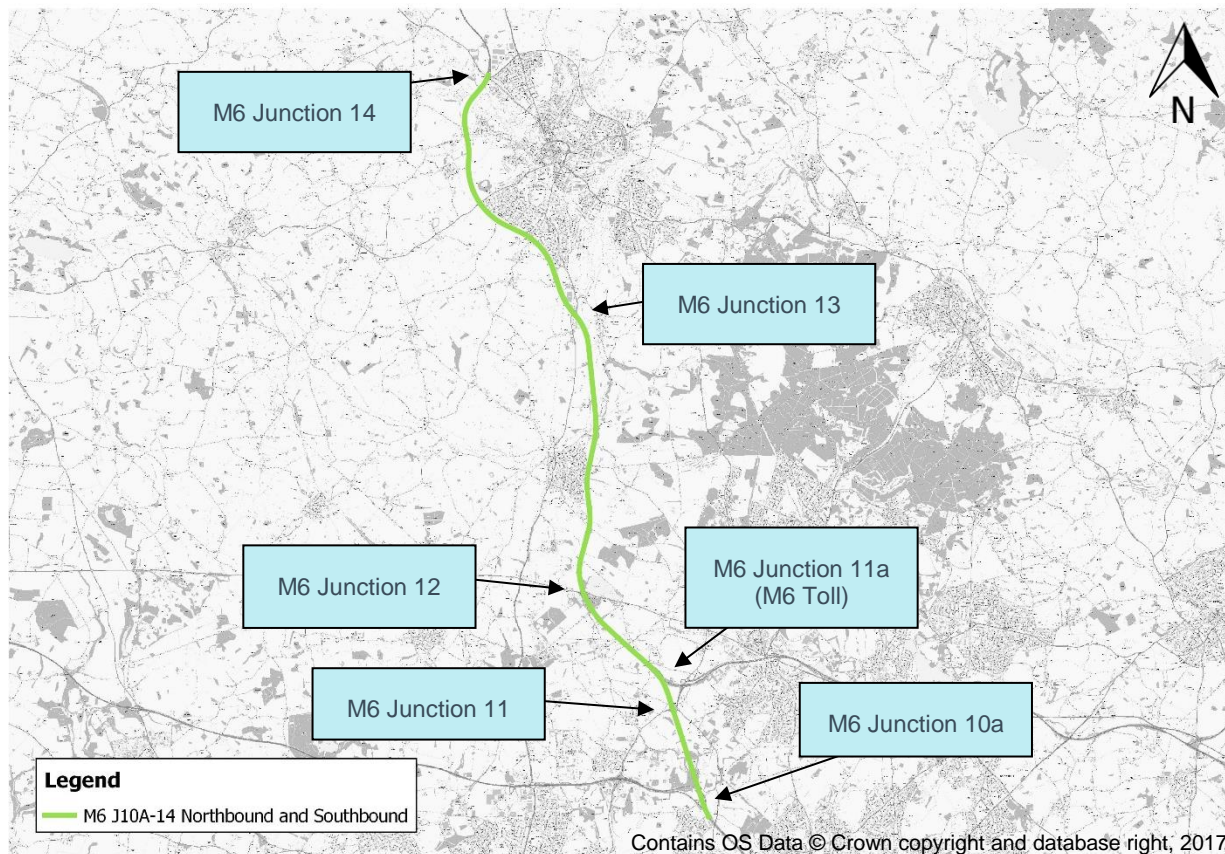 N
M6 Junction 14
M6 Junction 13
M6 Junction 12
M6 Junction 11a
(M6 Toll)
M6 Junction 11
M6 Junction 10a
Legend
M6 J10A-14 Northbound and Southbound
Contains OS Data © Crown copyright and database right, 2017